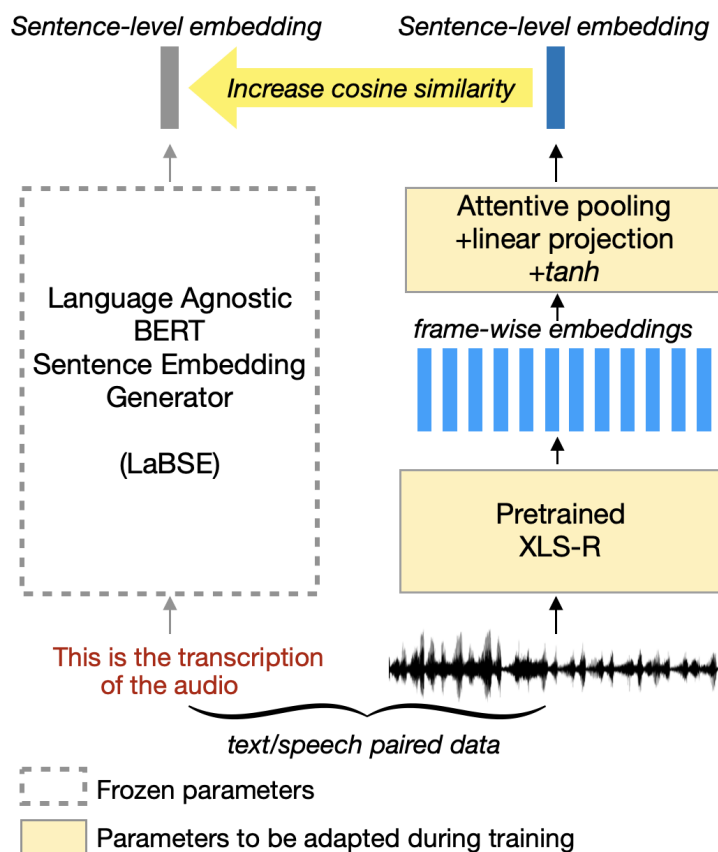 Sentence-level embedding
Sentence-level embedding
Increase cosine similarity
Language Agnostic
BERT
Sentence Embedding
Generator
(LaBSE)
Attentive pooling
+linear projection
+tanh
frame-wise embeddings
Pretrained
XLS-R
This is the transcription
of the audio
text/speech paired data
Frozen parameters
Parameters to be adapted during training